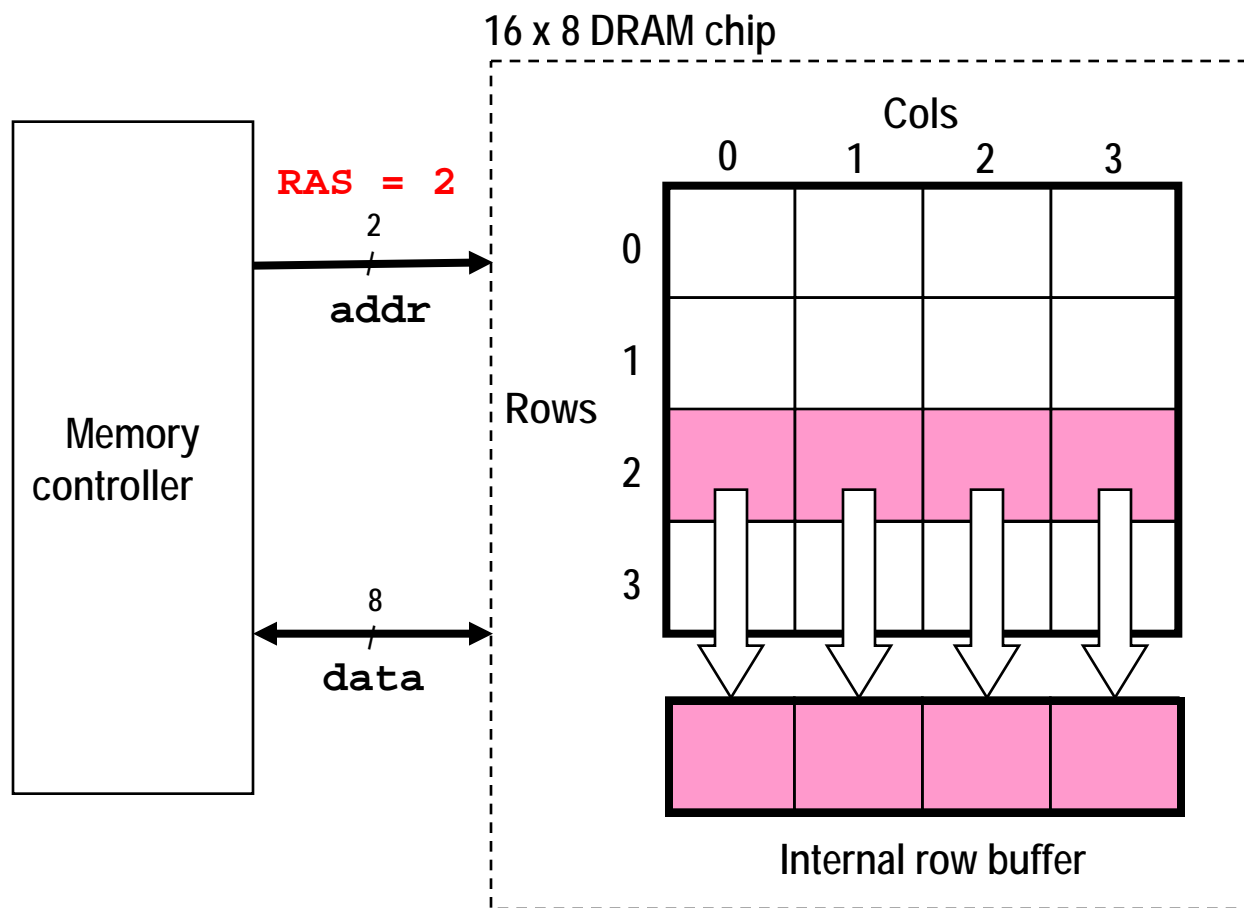 16 x 8 DRAM chip
Cols
0 1 2 3
RAS = 2
2
addr
0
1
Rows
2
3
Memory
controller
8
data
Internal row buffer